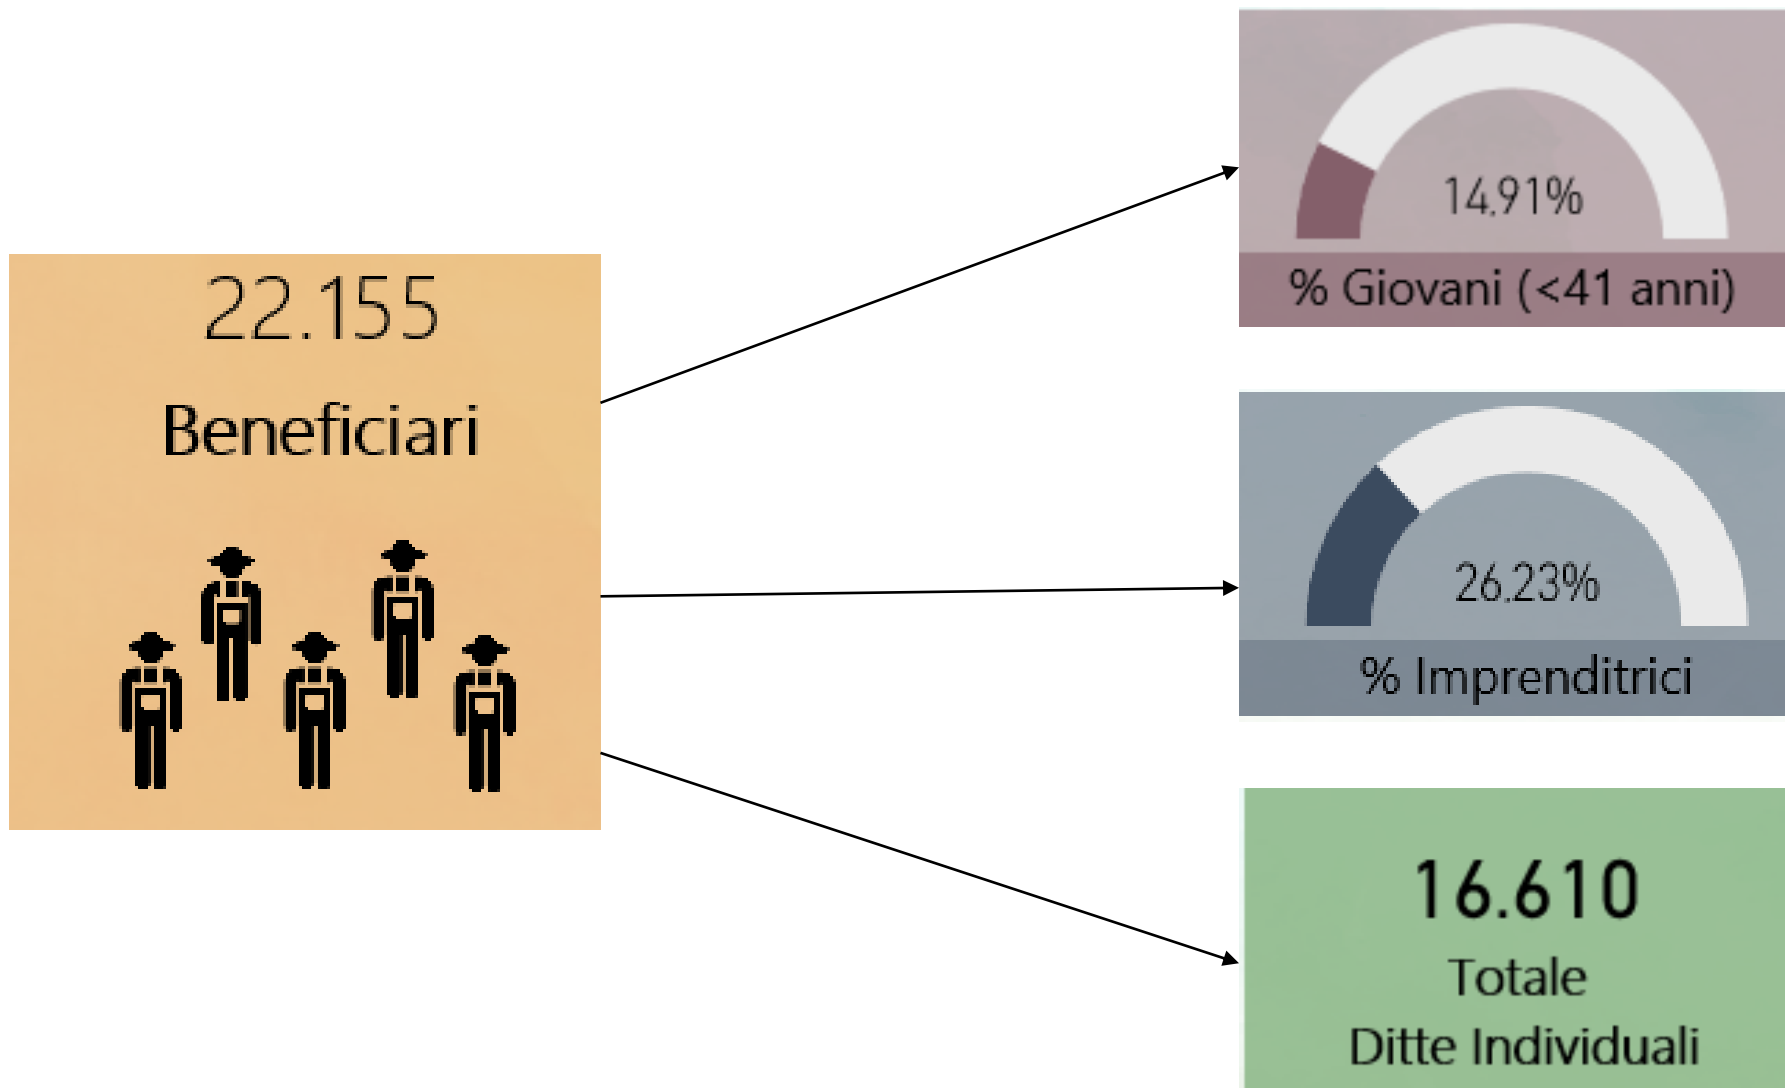 22.155
Beneficiari
14.91%
% Giovani (<41 anni)
26.23%
% Imprenditrici
16.610
Totale
Ditte Individuali